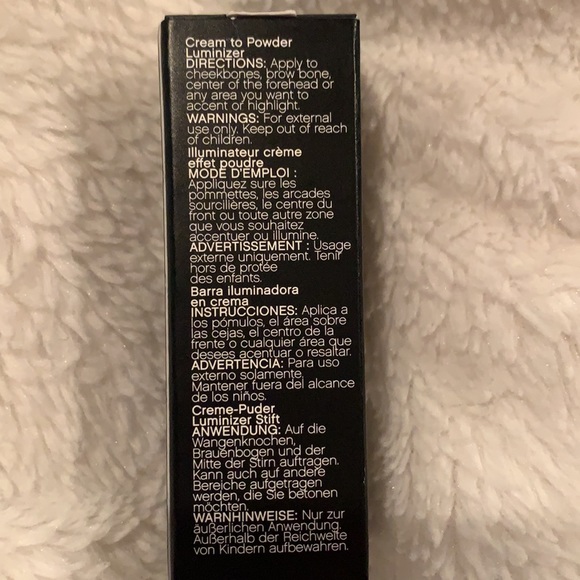 Cream to Powder
Luminizer
DIRECTIONS: Apply to
cheekbones, brow bone,
center of the forehead or
any area you want to
accent or highlight.
WARNINGS: For external
use only. Keep out of reach
of children.
Illuminateur crème
effet poudre
MODE D'EMPLOI :
Appliquez sure les
pommettes, les arcades
sourcilières, le centre du
front ou toute autre zone
que vous souhaitez
accentuer ou illumine.
ADVERTISSEMENT : Usage
externe uniquement. Tenir
hors de protée
des enfants.
Barra iluminadora
en crema
INSTRUCCIONES: Aplica a
los pómulos, el área sobre
las cejas, el centro de la
frente o cualquier área que
desees acentuar o resaltar.
ADVERTENCIA: Para uso
externo solamente.
Mantener fuera del alcance
de los niños.
Creme-Puder
Luminizer Stift
ANWENDUNG: Auf die
Wangenknochen,
Brauenbogen und der
Mitte der Stirn auftragen.
Kann auch auf andere
Bereiche aufgetragen
werden, die Sie betonen
möchten.
WARNHINWEISE: Nur zur
äußerlichen Anwendung.
Außerhalb der Reichweite
von Kindern aufbewahren.